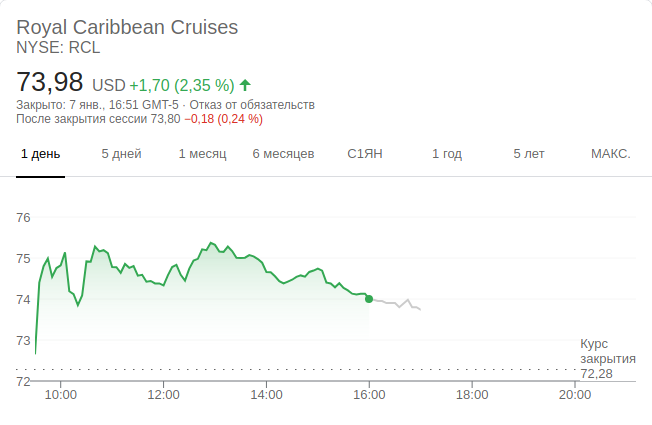 Royal Caribbean Cruises
NYSE: RCL
73,98 USD +1,70 (2,35 %)
Закрыто: 7 янв., 16:51 GMT-5 · Отказ от обязательств
После закрытия сессии 73,80 −0,18 (0,24 %)
1 день 5 дней 1 месяц 6 месяцев С1ЯН 1 год 5 лет МАКС.
76
75
74
73
72
Курс
закрытия
72,28
10:00 12:00 14:00 16:00 18:00 20:00